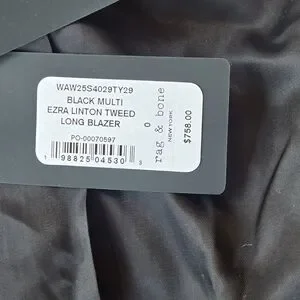 WAW25S4029TY29
BLACK MULTI
EZRA LINTON TWEED
LONG BLAZER
PO-00070597
1 98825 04530 5
0
rag & bone
NEW YORK
$758.00